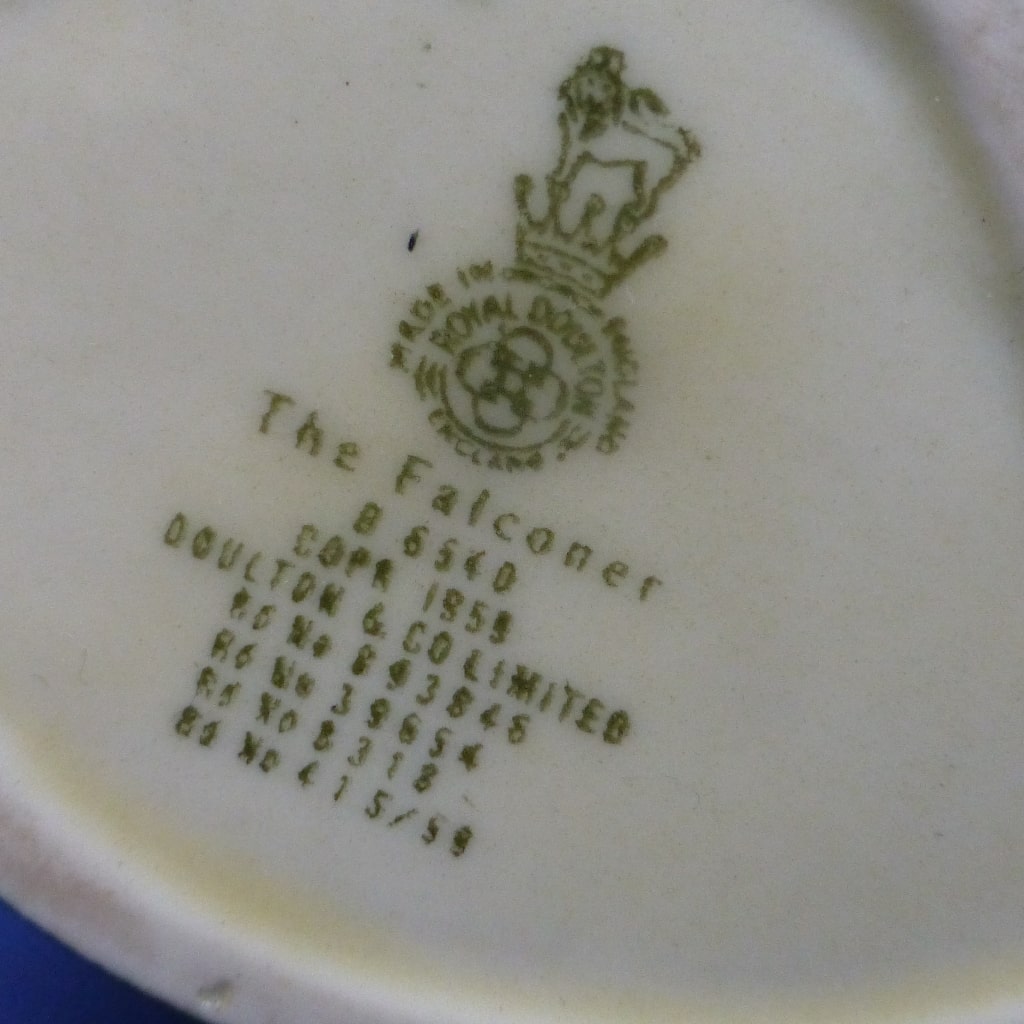 MADE IN ENGLAND
ROYAL DOULTON
ENGLAND
The Falconer
D 6540
COPR 1959
DOULTON & CO LIMITED
Rd No 893846
Rd No 39654
Rd No 8318
Rd No 415/59